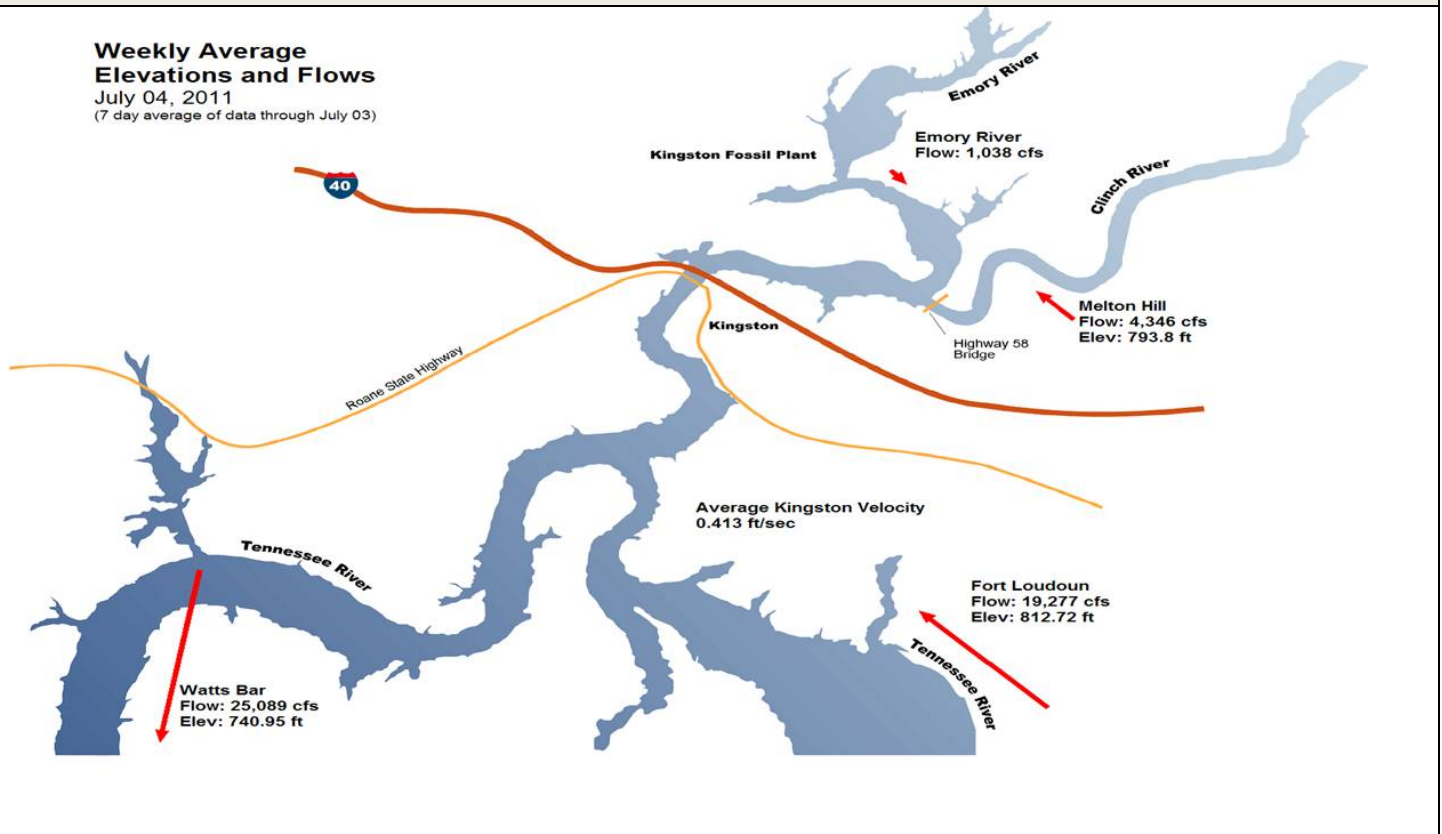 Weekly Average
Elevations and Flows
July 04, 2011
(7 day average of data through July 03)
Emory River
Emory River
Flow: 1,038 cfs
Kingston Fossil Plant
40
Clinch River
Melton Hill
Flow: 4,346 cfs
Elev: 793.8 ft
Kingston
Highway 58
Bridge
Roane State Highway
Average Kingston Velocity
0.413 ft/sec
Tennessee River
Fort Loudoun
Flow: 19,277 cfs
Elev: 812.72 ft
Tennessee River
Watts Bar
Flow: 25,089 cfs
Elev: 740.95 ft